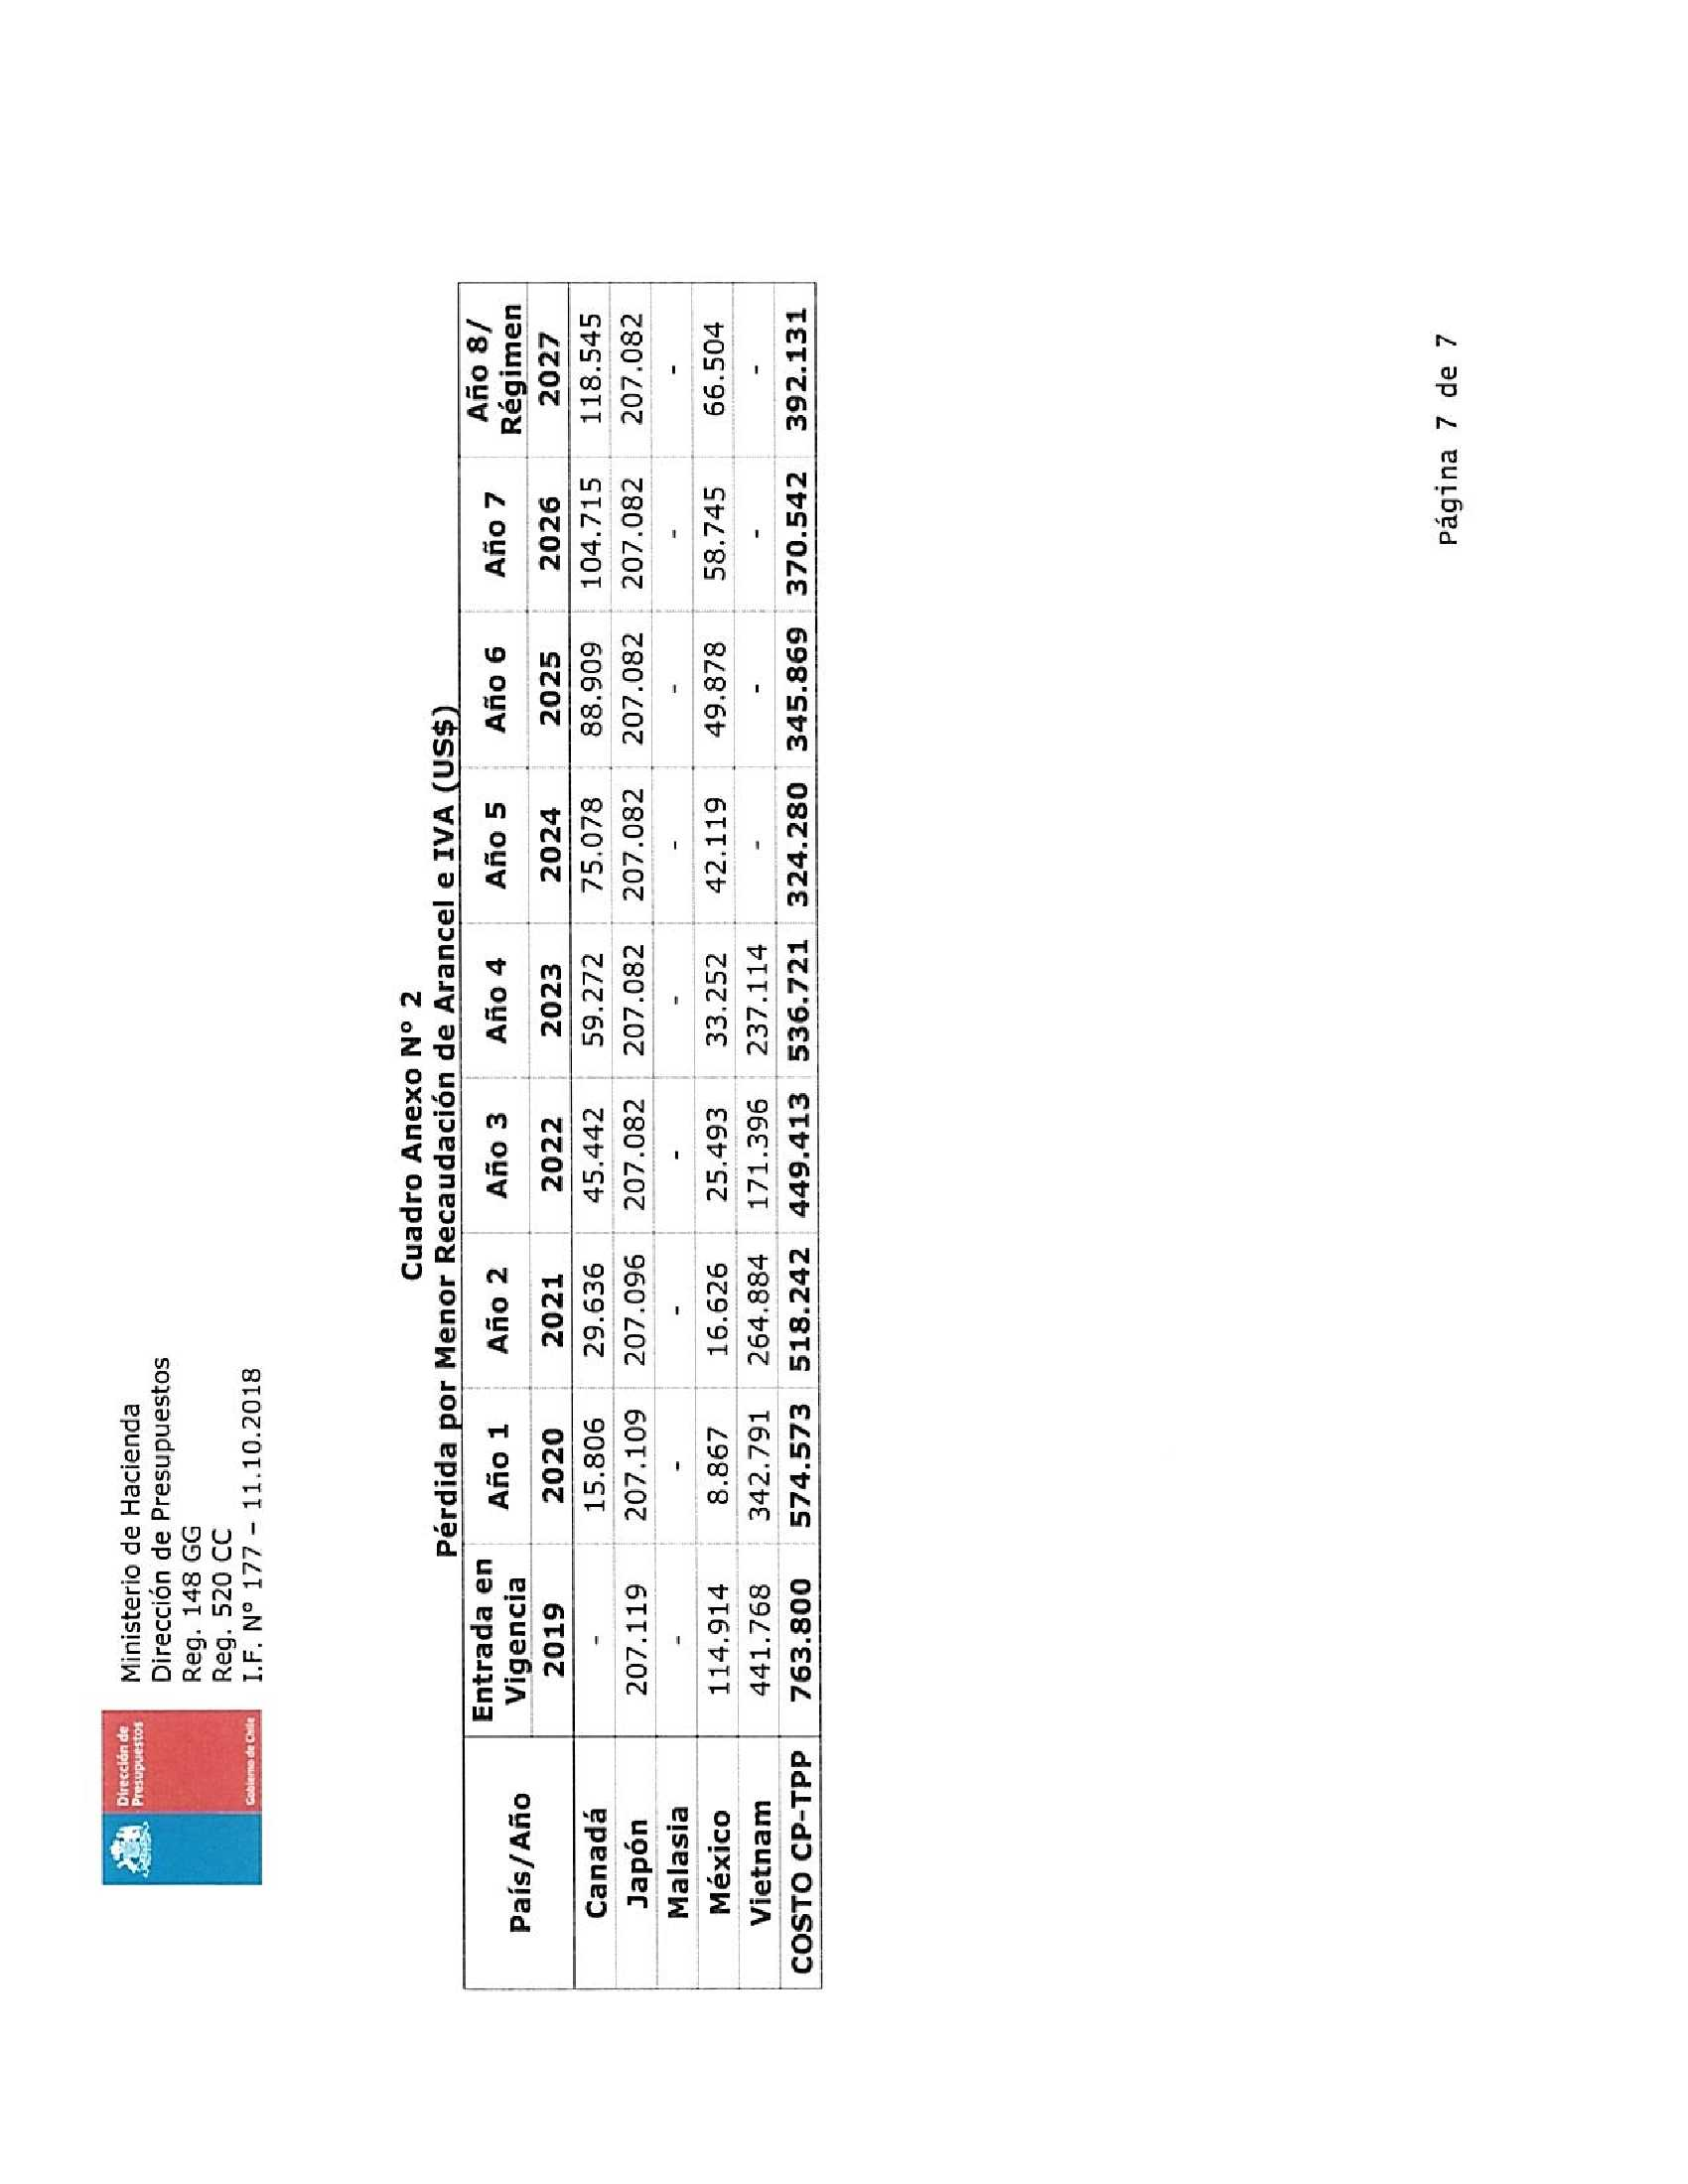 Dirección de
Presupuestos
Gobierno de Chile
Ministerio de Hacienda
Dirección de Presupuestos
Reg. 148 GG
Reg. 520 CC
I.F. N° 177 – 11.10.2018
Cuadro Anexo N° 2
Pérdida por Menor Recaudación de Arancel e IVA (US$)
País/Año Entrada en Vigencia Año 1 Año 2 Año 3 Año 4 Año 5 Año 6 Año 7 Año 8/ Régimen
2019 2020 2021 2022 2023 2024 2025 2026 2027
Canadá - 15.806 29.636 45.442 59.272 75.078 88.909 104.715 118.545
Japón 207.119 207.109 207.096 207.082 207.082 207.082 207.082 207.082 207.082
Malasia - - - - - - - - -
México 114.914 8.867 16.626 25.493 33.252 42.119 49.878 58.745 66.504
Vietnam 441.768 342.791 264.884 171.396 237.114 - - - -
COSTO CP-TPP 763.800 574.573 518.242 449.413 536.721 324.280 345.869 370.542 392.131
Página 7 de 7